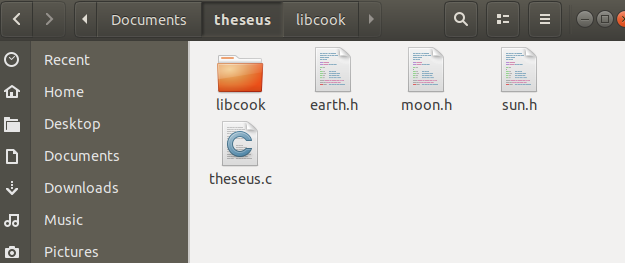 Documents theseus libcook
Recent
Home
Desktop
Documents
Downloads
Music
Pictures
libcook earth.h moon.h sun.h
theseus.c